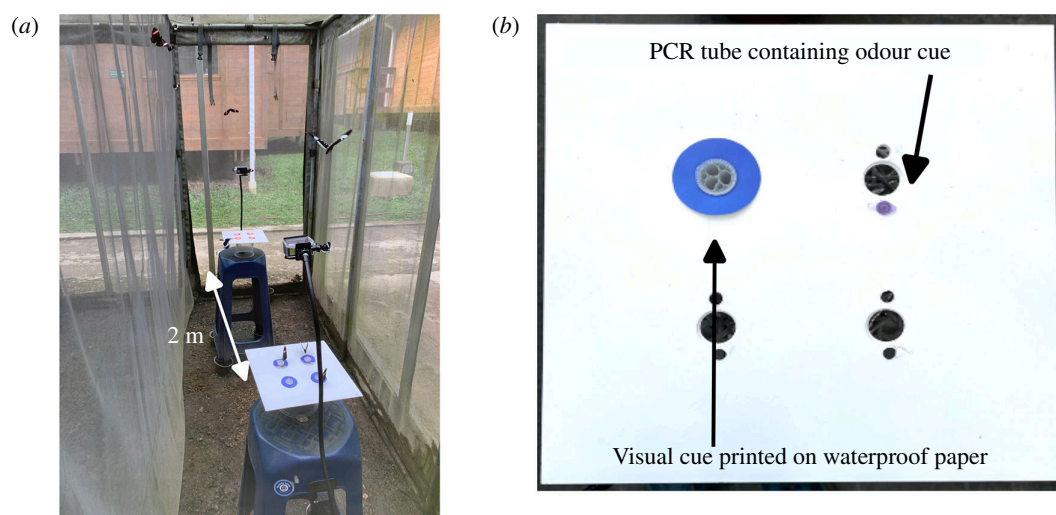 (a)
(b)
2 m
PCR tube containing odour cue
Visual cue printed on waterproof paper